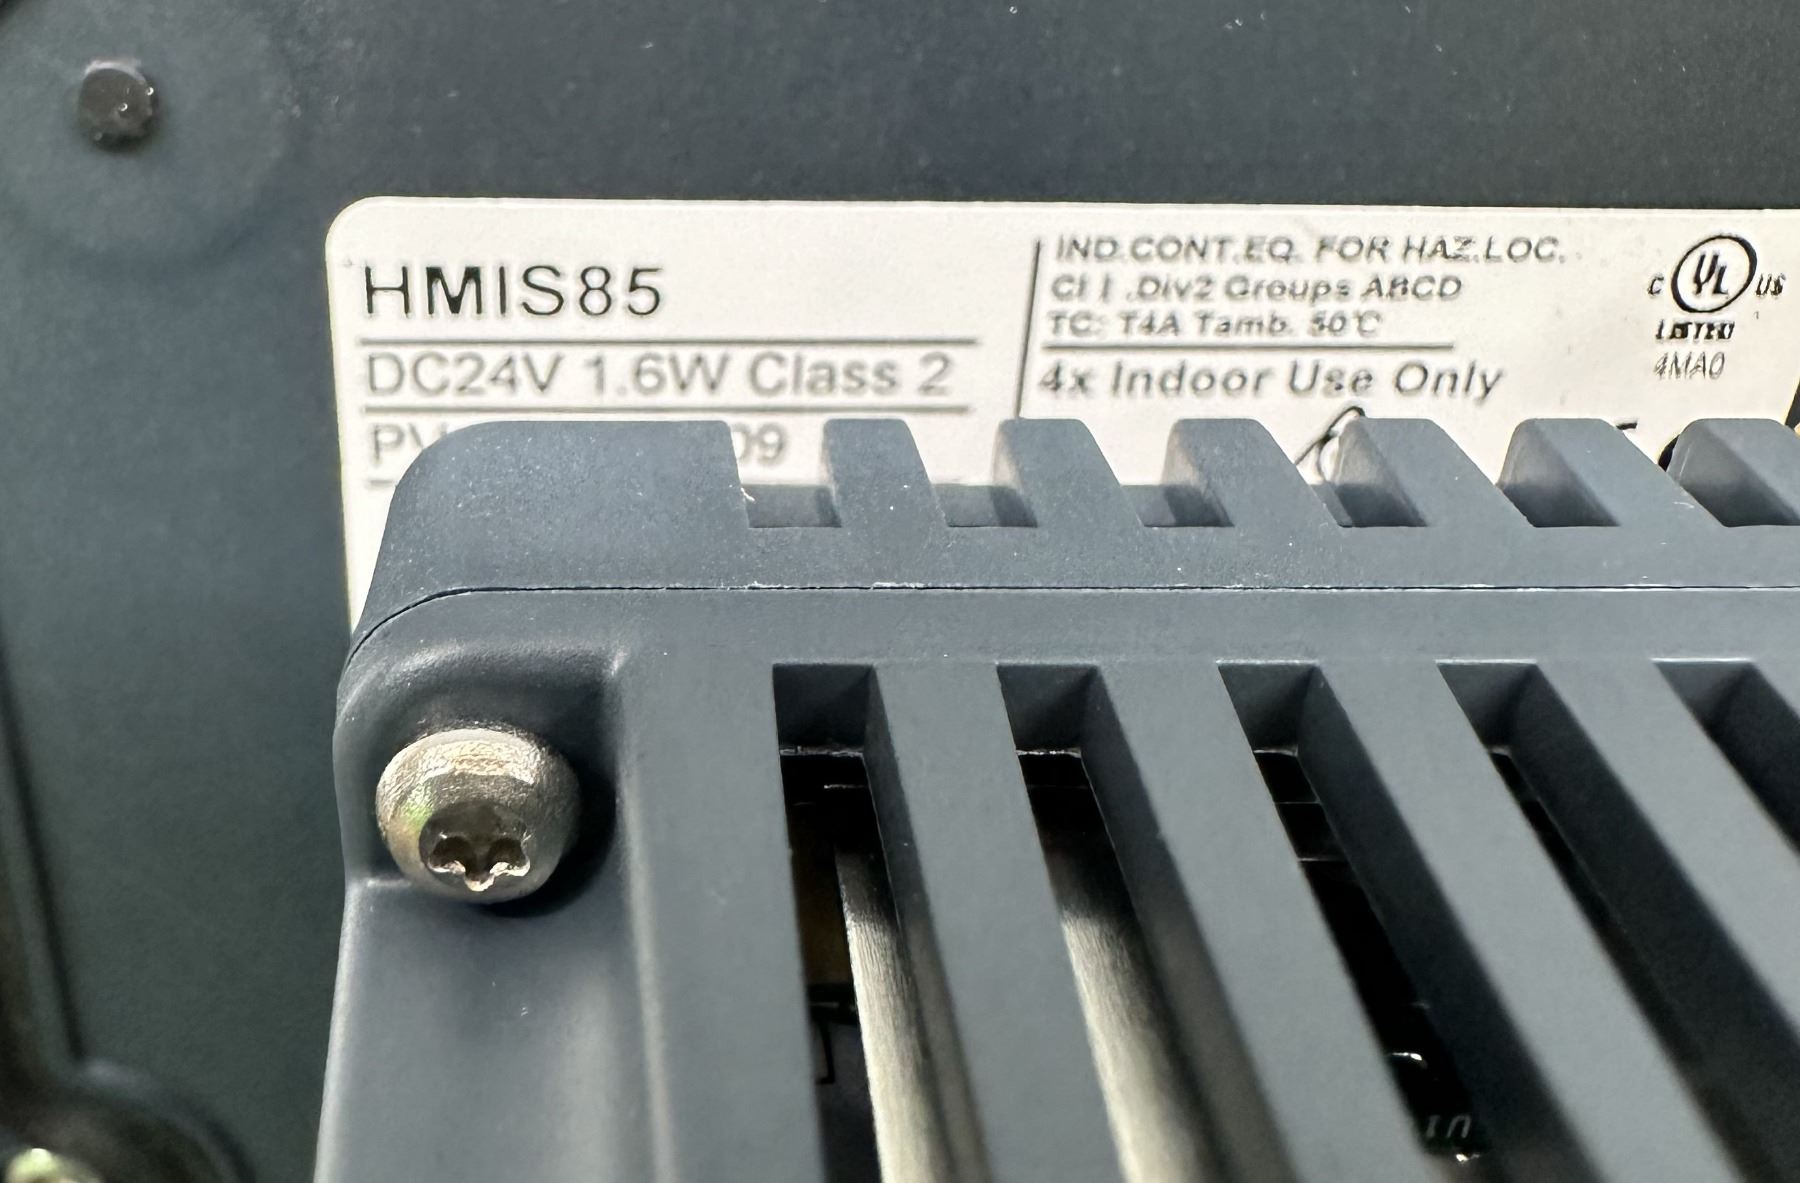 HMIS85
DC24V 1.6W Class 2
IND.CONT.EQ. FOR HAZ.LOC.
Cl I .Div2 Groups ABCD
TC: T4A Tamb. 50°C
4x Indoor Use Only
C UL US
LISTED
4MA0